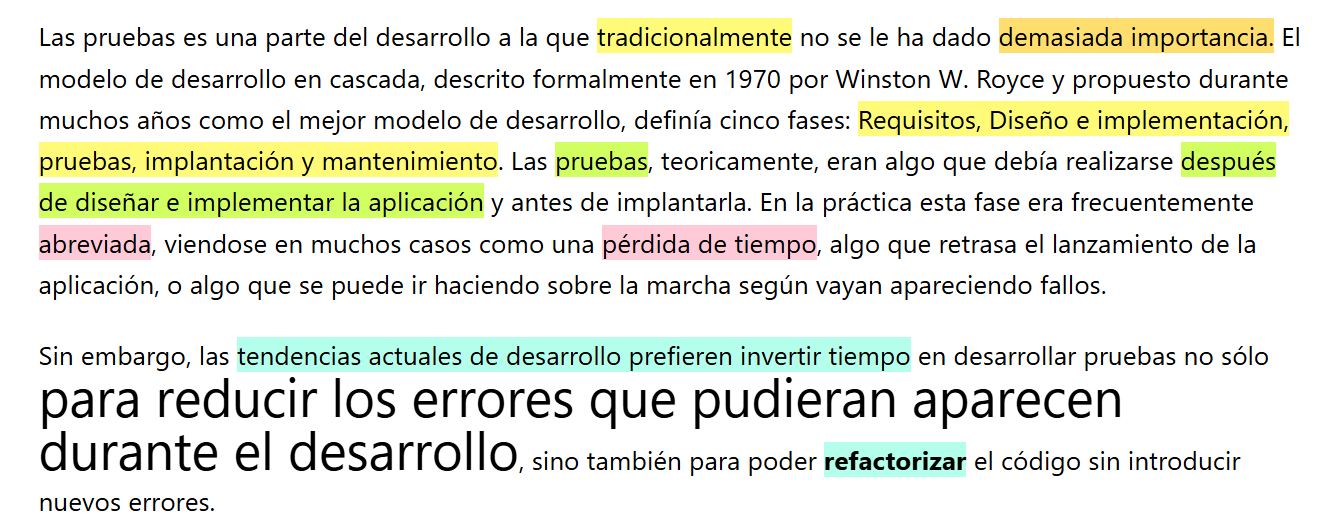 Las pruebas es una parte del desarrollo a la que tradicionalmente no se le ha dado demasiada importancia. El
modelo de desarrollo en cascada, descrito formalmente en 1970 por Winston W. Royce y propuesto durante
muchos años como el mejor modelo de desarrollo, definía cinco fases: Requisitos, Diseño e implementación,
pruebas, implantación y mantenimiento. Las pruebas, teoricamente, eran algo que debía realizarse después
de diseñar e implementar la aplicación y antes de implantarla. En la práctica esta fase era frecuentemente
abreviada, viendose en muchos casos como una pérdida de tiempo, algo que retrasa el lanzamiento de la
aplicación, o algo que se puede ir haciendo sobre la marcha según vayan apareciendo fallos.
Sin embargo, las tendencias actuales de desarrollo prefieren invertir tiempo en desarrollar pruebas no sólo
para reducir los errores que pudieran aparecen
durante el desarrollo, sino también para poder refactorizar el código sin introducir
nuevos errores.